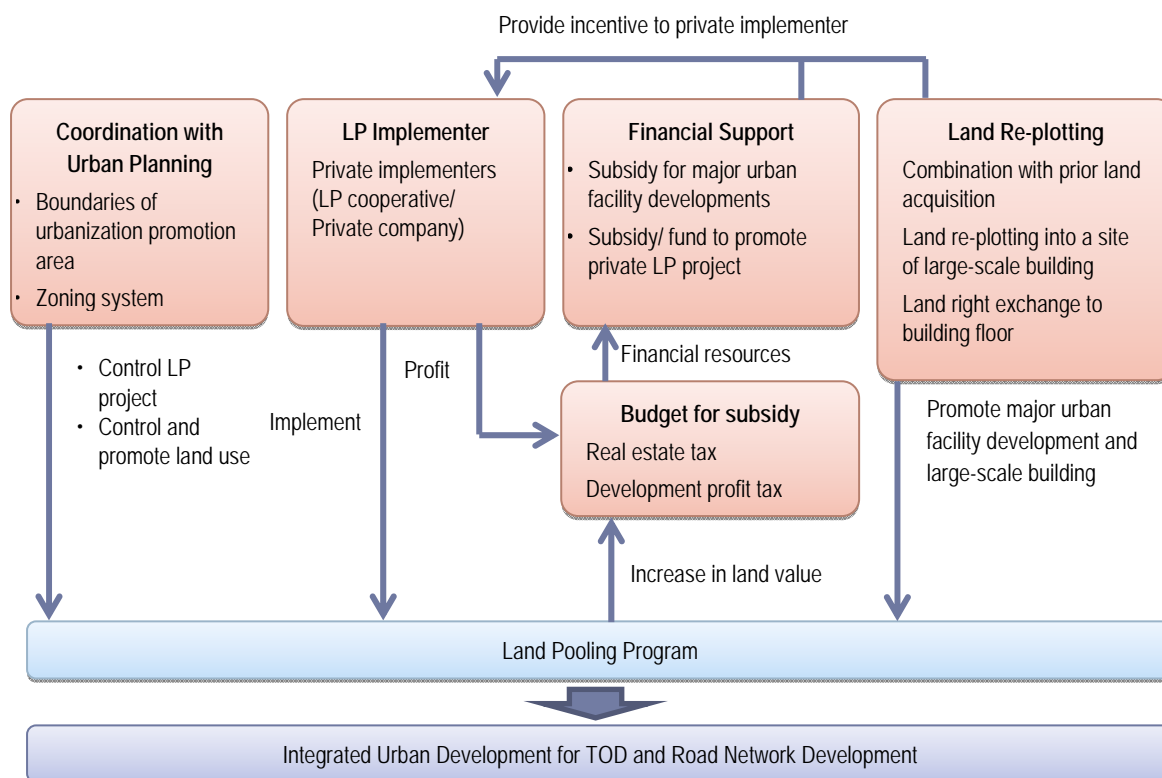 Provide incentive to private implementer
Coordination with
Urban Planning
・ Boundaries of
urbanization promotion
area
・ Zoning system
LP Implementer
Private implementers
(LP cooperative/
Private company)
Financial Support
• Subsidy for major urban
facility developments
• Subsidy/ fund to promote
private LP project
Land Re-plotting
Combination with prior land
acquisition
Land re-plotting into a site
of large-scale building
Land right exchange to
building floor
・ Control LP
project
・ Control and
promote land use
Implement
Profit
Financial resources
Budget for subsidy
Real estate tax
Development profit tax
Promote major urban
facility development and
large-scale building
Increase in land value
Land Pooling Program
Integrated Urban Development for TOD and Road Network Development